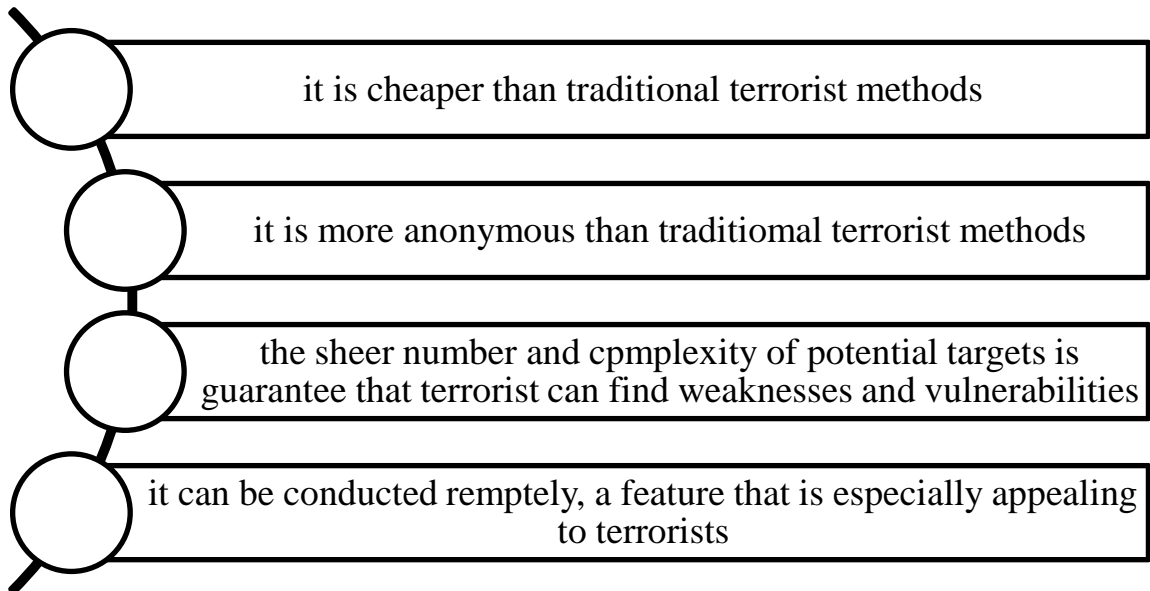 it is cheaper than traditional terrorist methods
it is more anonymous than traditiomal terrorist methods
the sheer number and cpmplexity of potential targets is
guarantee that terrorist can find weaknesses and vulnerabilities
it can be conducted remptely, a feature that is especially appealing
to terrorists